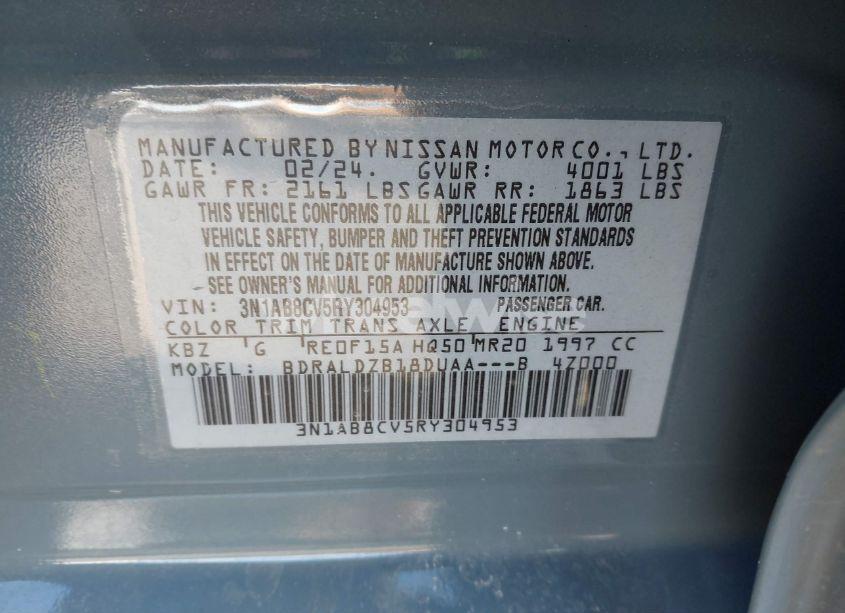 MANUFACTURED BY NISSAN MOTOR CO., LTD.
DATE: 02/24. GVWR: 4001 LBS
GAWR FR: 2161 LBS GAWR RR: 1863 LBS
THIS VEHICLE CONFORMS TO ALL APPLICABLE FEDERAL MOTOR
VEHICLE SAFETY, BUMPER AND THEFT PREVENTION STANDARDS
IN EFFECT ON THE DATE OF MANUFACTURE SHOWN ABOVE.
SEE OWNER'S MANUAL FOR ADDITIONAL INFORMATION.
VIN: 3N1AB8CV5RY304953 PASSENGER CAR.
COLOR TRIM TRANS AXLE ENGINE
KBZ G RE0F15A HQ50 MR20 1997 CC
MODEL: BDRALDZB18DUAA---B 4Z000
3N1AB8CV5RY304953